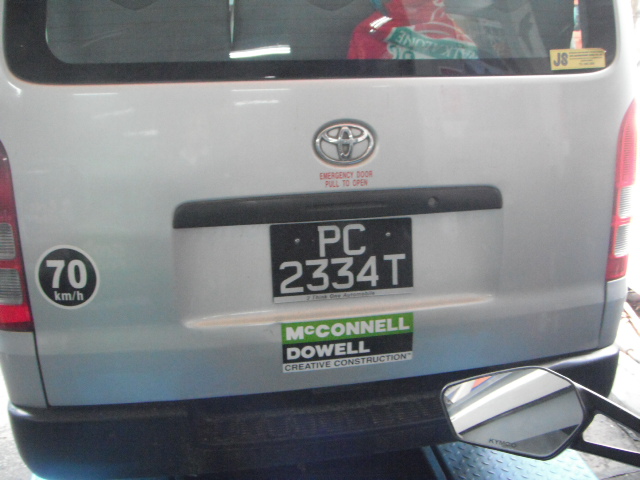 J8
EMERGENCY DOOR
PULL TO OPEN
PC
2334T
70
km/h
McCONNELL
DOWELL
CREATIVE CONSTRUCTION